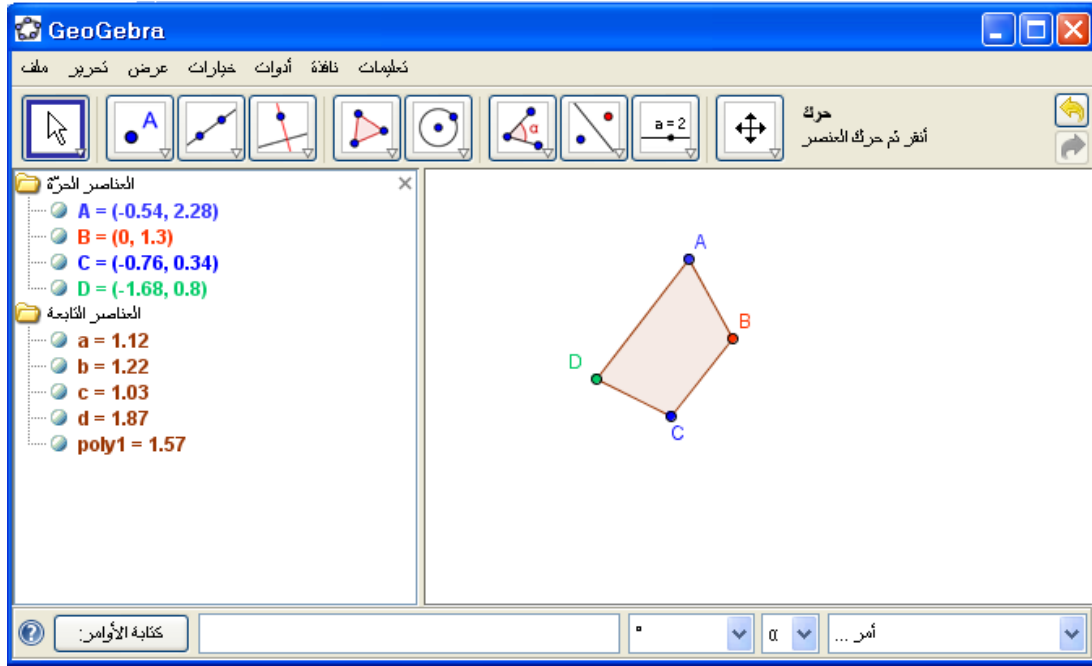 GeoGebra
ملف تحرير عرض خيارات أدوات نافذة تعليمات
A
α
a = 2
حرك
أنقر ثم حرك العنصر
العناصر الحرّة
A = (-0.54, 2.28)
B = (0, 1.3)
C = (-0.76, 0.34)
D = (-1.68, 0.8)
العناصر التابعة
a = 1.12
b = 1.22
c = 1.03
d = 1.87
poly1 = 1.57
A
B
D
C
كتابة الأوامر:
°
α
أمر ...